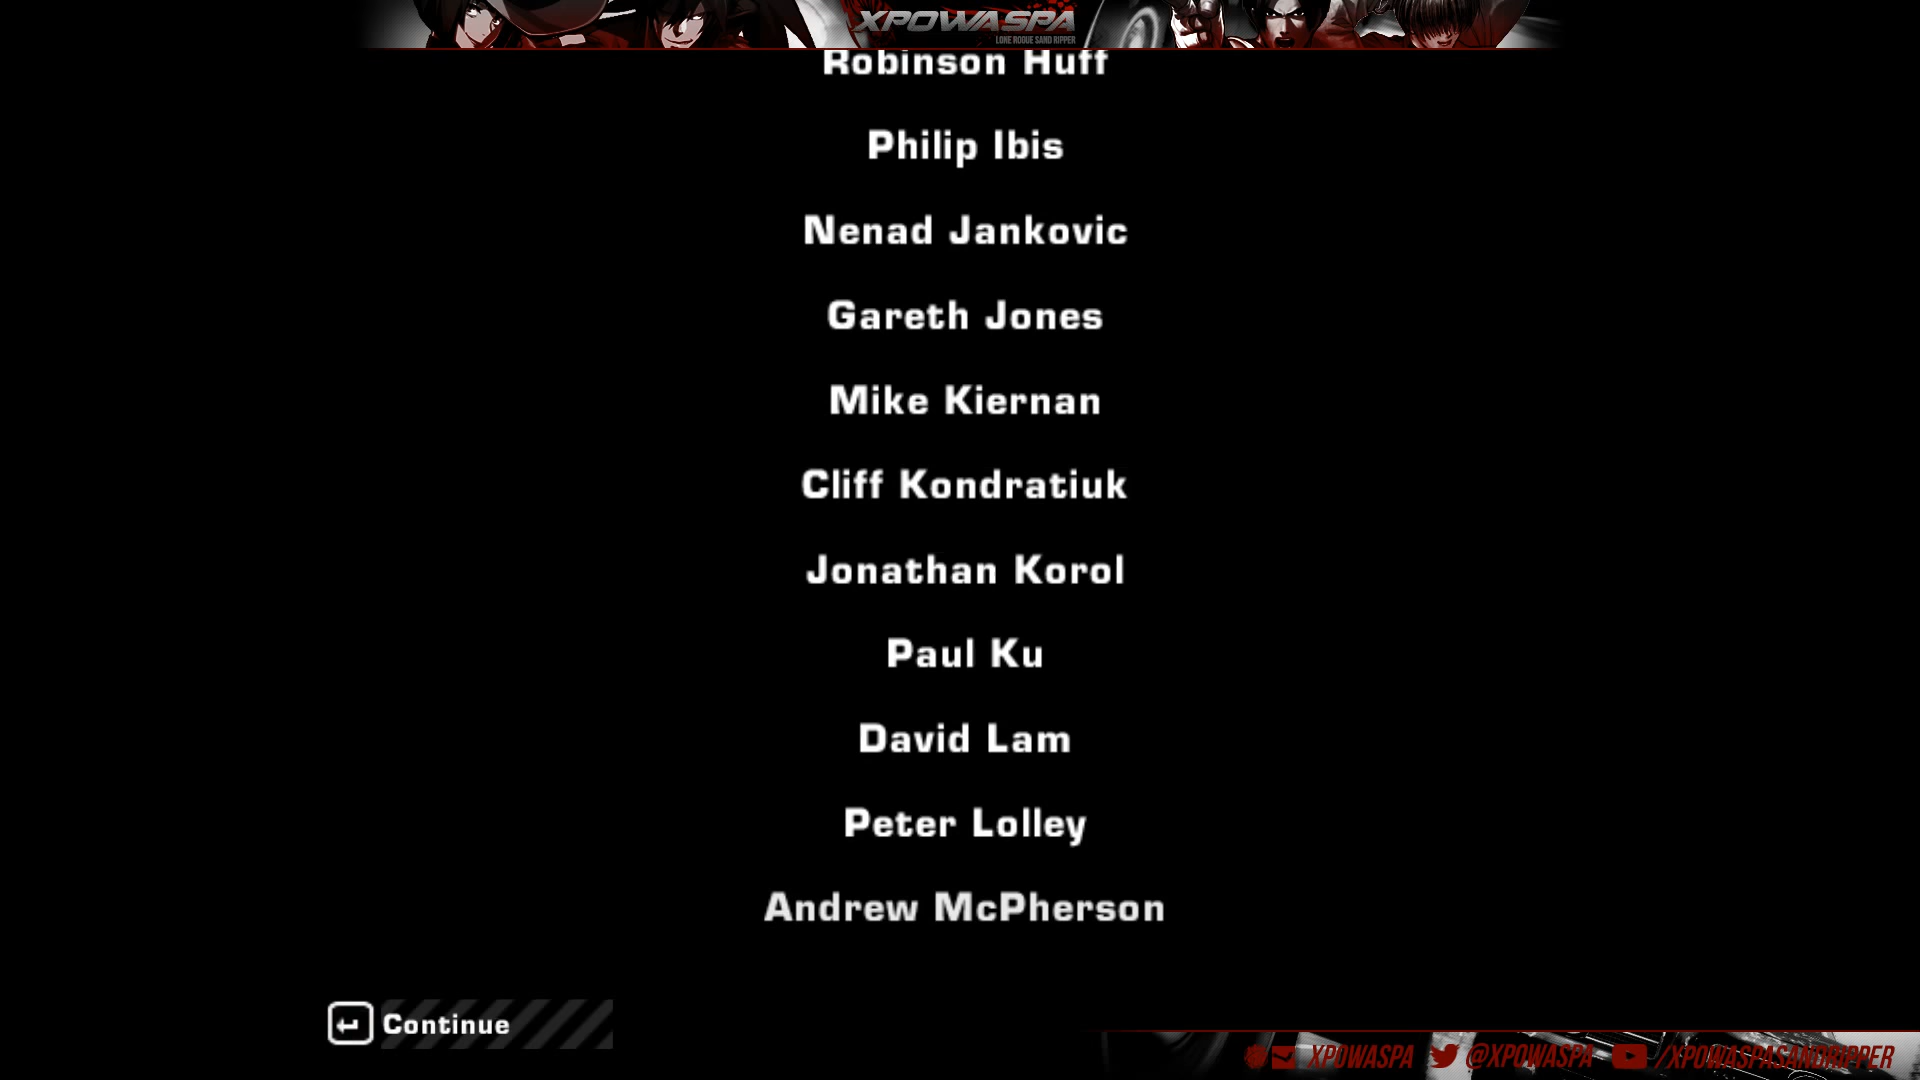 XPOWASPA
LONE ROGUE SAND RIPPER
Robinson Huff
Philip Ibis
Nenad Jankovic
Gareth Jones
Mike Kiernan
Cliff Kondratiuk
Jonathan Korol
Paul Ku
David Lam
Peter Lolley
Andrew McPherson
Continue
XPOWASPA @XPOWASPA /XPOWASPASANDRIPPER